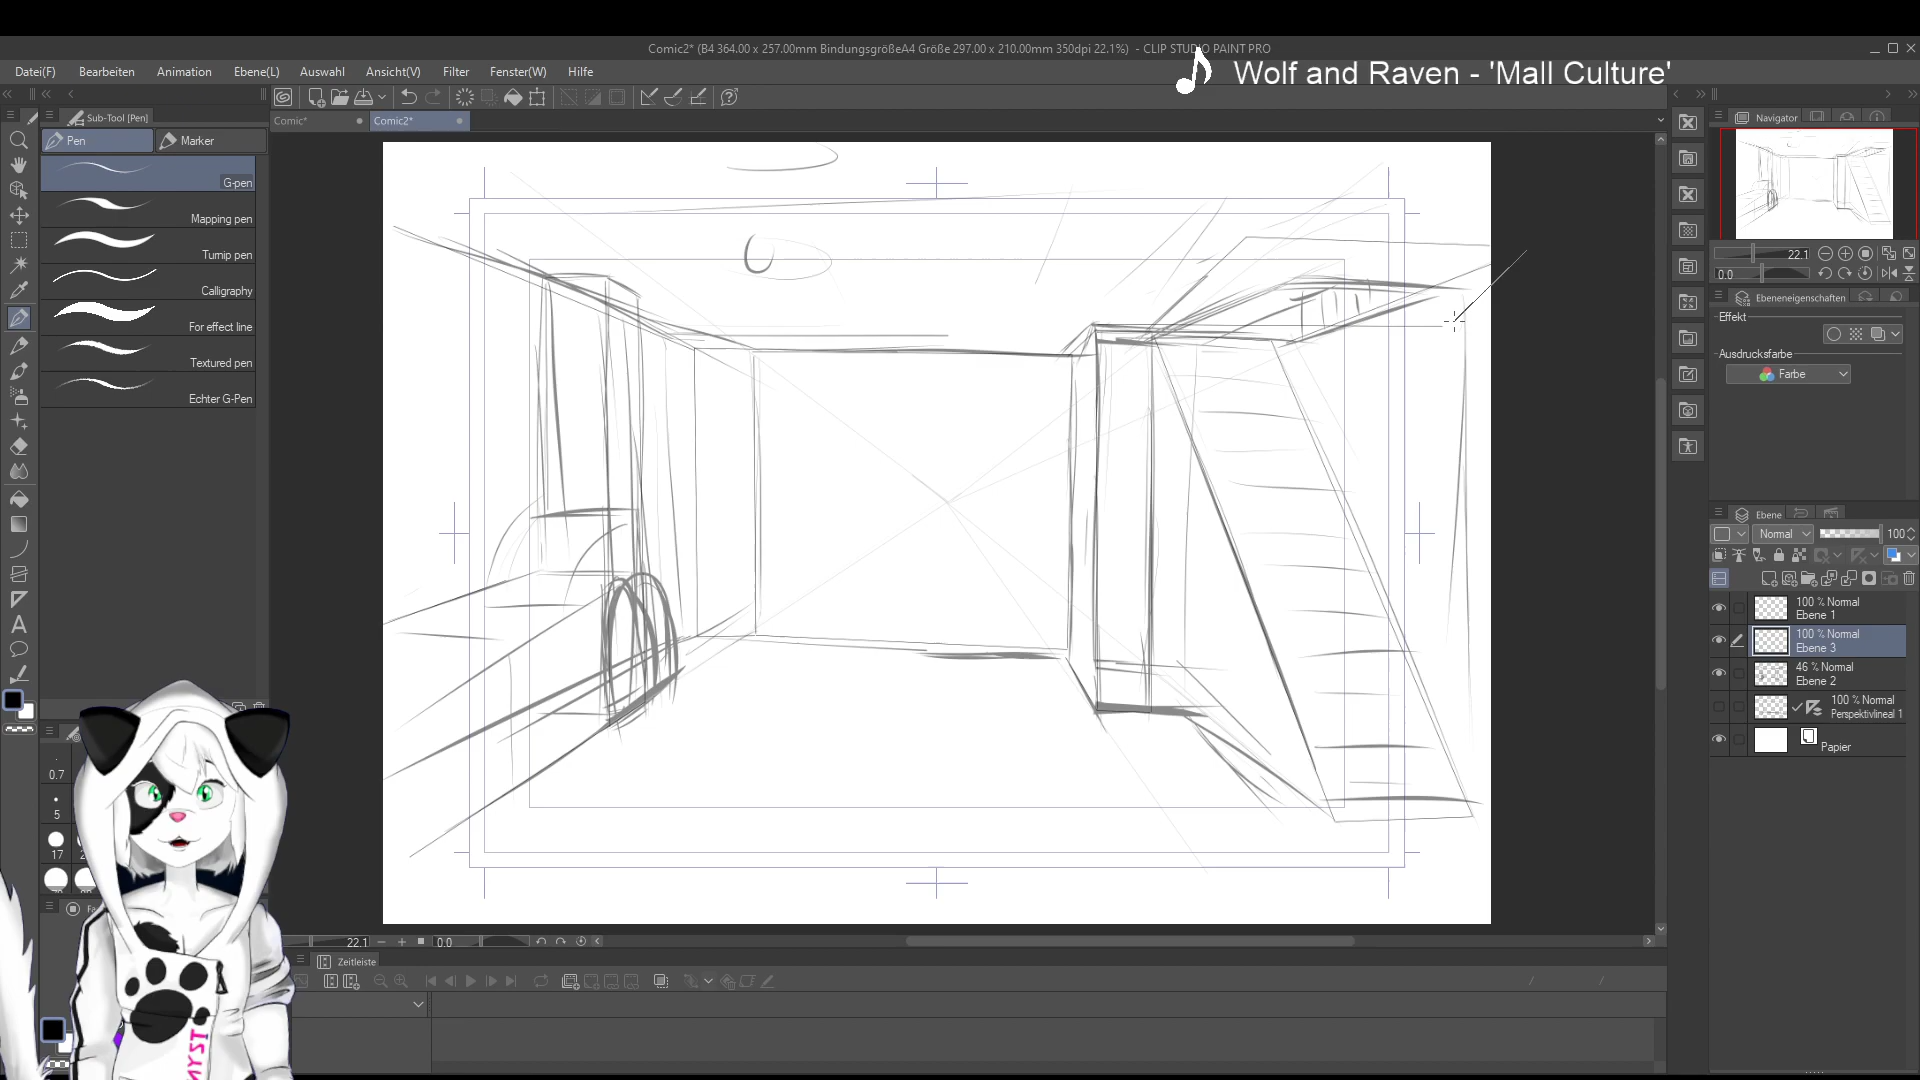 Comic2* (B4 364.00 x 257.00mm BindungsgrößeA4 Größe 297.00 x 210.00mm 350dpi 22.1%) - CLIP STUDIO PAINT PRO
Datei(F) Bearbeiten Animation Ebene(L) Auswahl Ansicht(V) Filter Fenster(W) Hilfe
Wolf and Raven - 'Mall Culture'
Sub-Tool [Pen]
Comic* Comic2*
Navigator
Pen Marker
G-pen
Mapping pen
Turnip pen
Calligraphy
For effect line
Textured pen
Echter G-Pen
22.1
0.0
Ebeneneigenschaften
Effekt
Ausdrucksfarbe
Farbe
Ebene
Normal 100
100 % Normal
Ebene 1
100 % Normal
Ebene 3
46 % Normal
Ebene 2
100 % Normal
Perspektivlineal 1
Papier
0.7
5
17
22.1 0.0
Zeitleiste